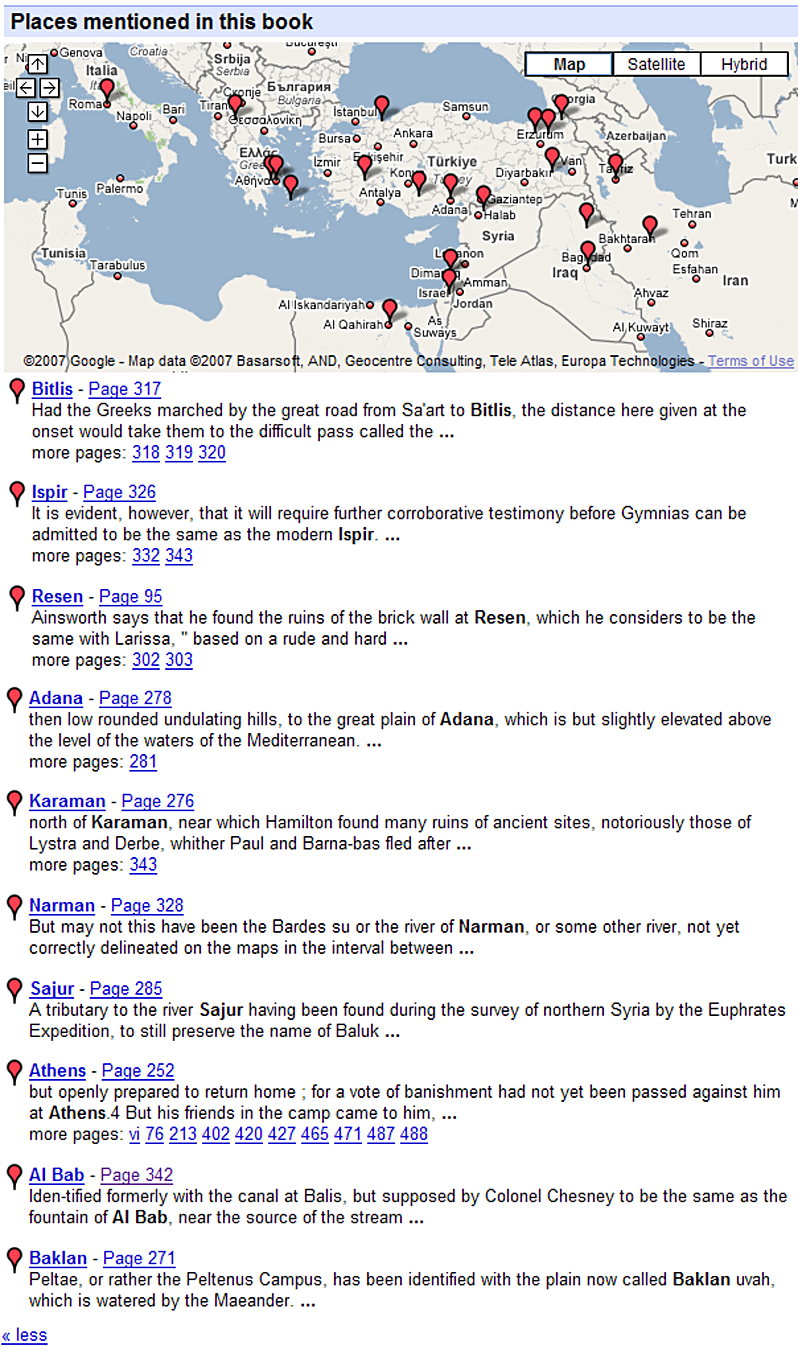 Places mentioned in this book
Genova
Croatia
București
Italia
Roma
Napoli
Bari
Palermo
Tunis
Tunisia
Tarabulus
Srbija
Serbia
България
Bulgaria
Скопје
Θεσσαλονίκη
Ελλάς
Αθήνα
Istanbul
Bursa
Izmir
Eskişehir
Ankara
Samsun
Türkiye
Turkey
Antalya
Adana
Gaziantep
Halab
Diyarbakır
Erzurum
Van
Georgia
Azerbaijan
Syria
Lebanon
Israel
Amman
Jordan
Al Iskandariyah
Al Qahirah
As
Suways
Iraq
Baghdad
Bakhtaran
Tehran
Qom
Esfahan
Iran
Ahvaz
Al Kuwayt
Shiraz
Map Satellite Hybrid
©2007 Google - Map data ©2007 Basarsoft, AND, Geocentre Consulting, Tele Atlas, Europa Technologies - Terms of Use
Bitlis - Page 317
Had the Greeks marched by the great road from Sa'art to Bitlis, the distance here given at the
onset would take them to the difficult pass called the ...
more pages: 318 319 320
Ispir - Page 326
It is evident, however, that it will require further corroborative testimony before Gymnias can be
admitted to be the same as the modern Ispir. ...
more pages: 332 343
Resen - Page 95
Ainsworth says that he found the ruins of the brick wall at Resen, which he considers to be the
same with Larissa, " based on a rude and hard ...
more pages: 302 303
Adana - Page 278
then low rounded undulating hills, to the great plain of Adana, which is but slightly elevated above
the level of the waters of the Mediterranean. ...
more pages: 281
Karaman - Page 276
north of Karaman, near which Hamilton found many ruins of ancient sites, notoriously those of
Lystra and Derbe, whither Paul and Barna-bas fled after ...
more pages: 343
Narman - Page 328
But may not this have been the Bardes su or the river of Narman, or some other river, not yet
correctly delineated on the maps in the interval between ...
Sajur - Page 285
A tributary to the river Sajur having been found during the survey of northern Syria by the Euphrates
Expedition, to still preserve the name of Baluk ...
Athens - Page 252
but openly prepared to return home ; for a vote of banishment had not yet been passed against him
at Athens.4 But his friends in the camp came to him, ...
more pages: vi 76 213 402 420 427 465 471 487 488
Al Bab - Page 342
Iden-tified formerly with the canal at Balis, but supposed by Colonel Chesney to be the same as the
fountain of Al Bab, near the source of the stream ...
Baklan - Page 271
Peltae, or rather the Peltenus Campus, has been identified with the plain now called Baklan uvah,
which is watered by the Maeander. ...
« less